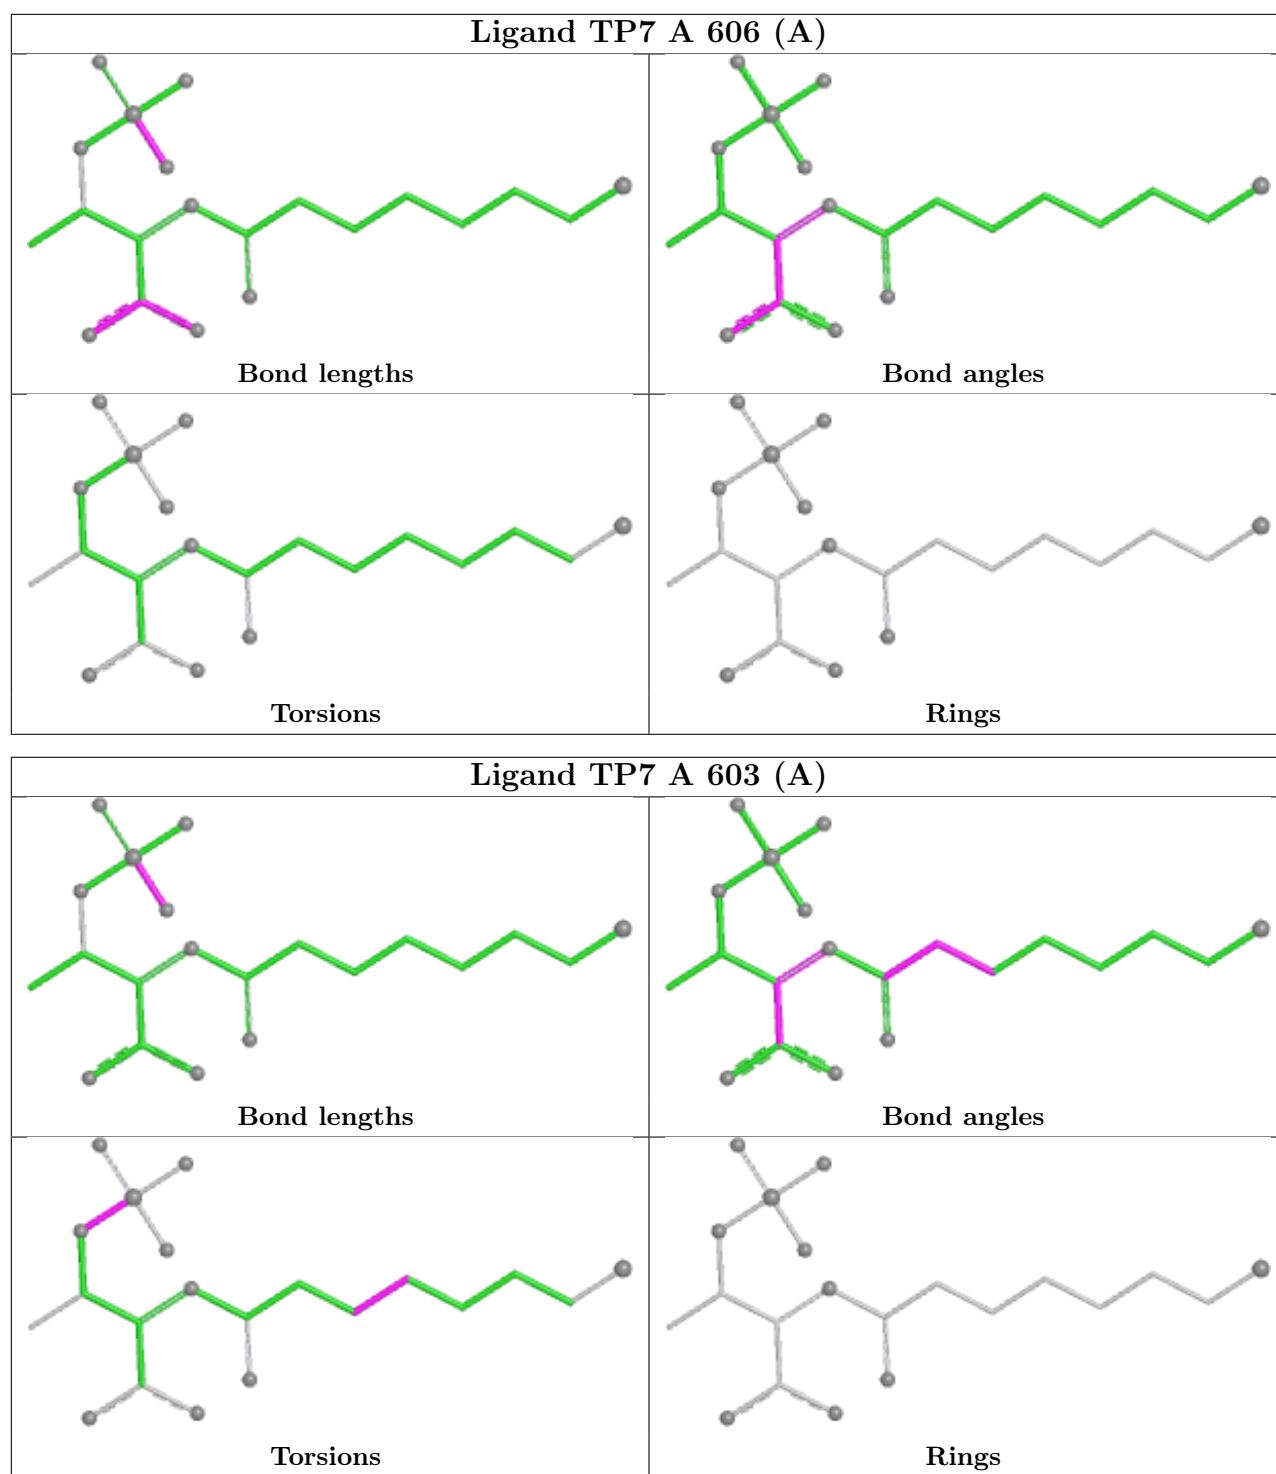 Ligand TP7 A 606 (A)
Bond lengths
Bond angles
Torsions
Rings
Ligand TP7 A 603 (A)
Bond lengths
Bond angles
Torsions
Rings